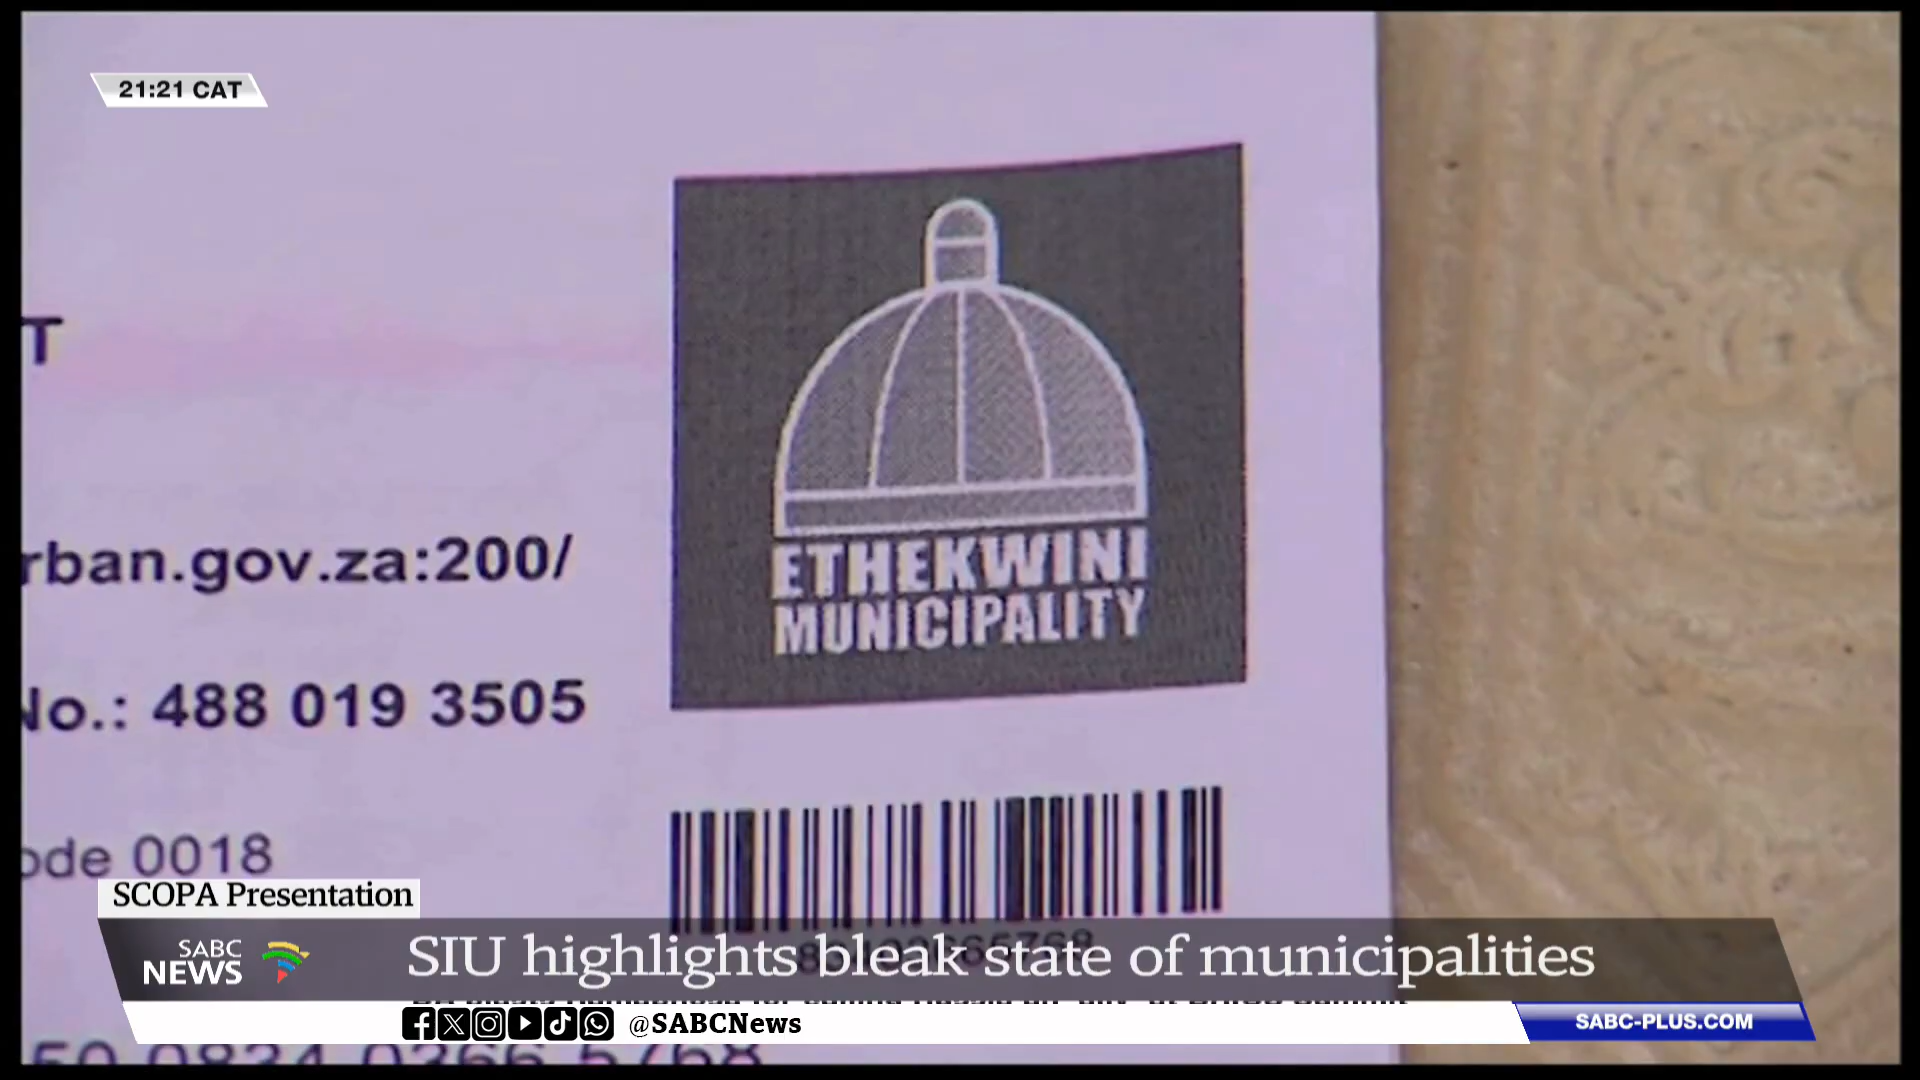 21:21 CAT
T
rban.gov.za:200/
No.: 488 019 3505
ode 0018
ETHEKWINI
MUNICIPALITY
SCOPA Presentation
SABC
NEWS
SIU highlights bleak state of municipalities
@SABCNews
SABC-PLUS.COM